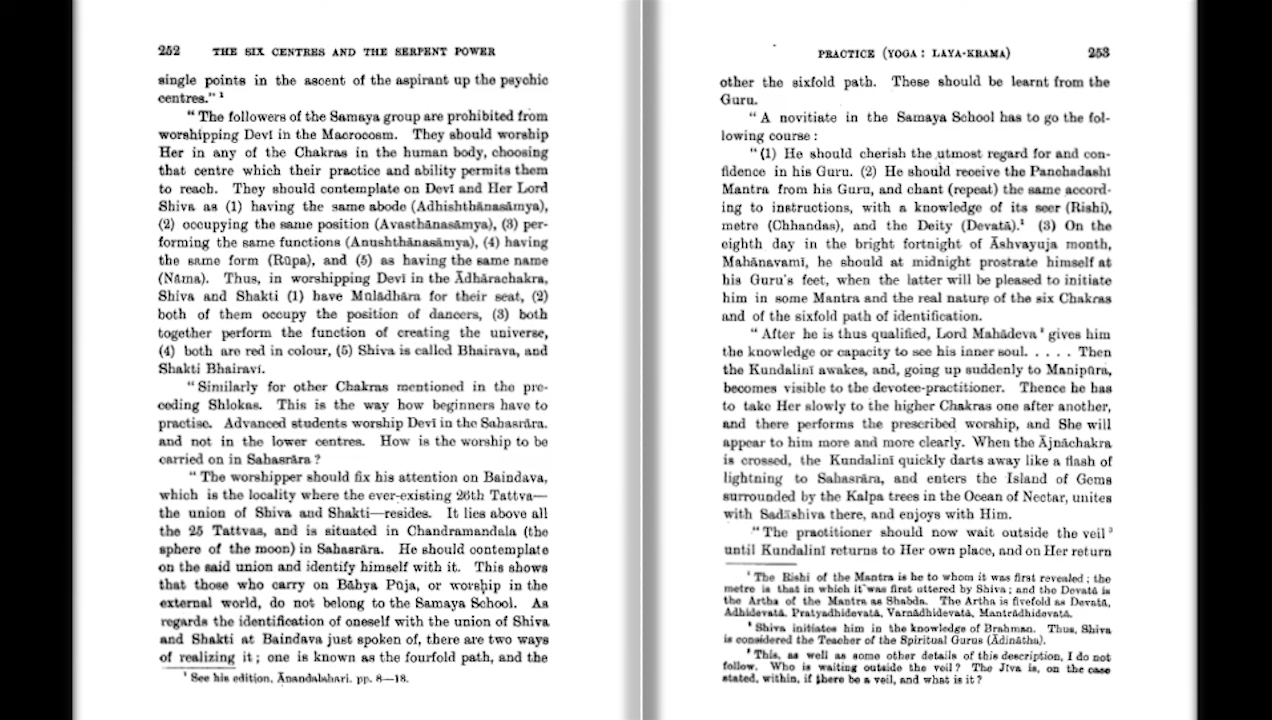 252 THE SIX CENTRES AND THE SERPENT POWER
single points in the ascent of the aspirant up the psychic
centres." ¹
"The followers of the Samaya group are prohibited from
worshipping Devī in the Macrocosm. They should worship
Her in any of the Chakras in the human body, choosing
that centre which their practice and ability permits them
to reach. They should contemplate on Devī and Her Lord
Shiva as (1) having the same abode (Adhishthānasāmya),
(2) occupying the same position (Avasthānasāmya), (3) per-
forming the same functions (Anushthānasāmya), (4) having
the same form (Rūpa), and (5) as having the same name
(Nāma). Thus, in worshipping Devī in the Ādhārachakra,
Shiva and Shakti (1) have Mūlādhāra for their seat, (2)
both of them occupy the position of dancers, (3) both
together perform the function of creating the universe,
(4) both are red in colour, (5) Shiva is called Bhairava, and
Shakti Bhairavī.
"Similarly for other Chakras mentioned in the pre-
ceding Shlokas. This is the way how beginners have to
practise. Advanced students worship Devī in the Sahasrāra.
and not in the lower centres. How is the worship to be
carried on in Sahasrāra?
"The worshipper should fix his attention on Baindava,
which is the locality where the ever-existing 26th Tattva—
the union of Shiva and Shakti—resides. It lies above all
the 25 Tattvas, and is situated in Chandramandala (the
sphere of the moon) in Sahasrāra. He should contemplate
on the said union and identify himself with it. This shows
that those who carry on Bāhya Pūja, or worship in the
external world, do not belong to the Samaya School. As
regards the identification of oneself with the union of Shiva
and Shakti at Baindava just spoken of, there are two ways
of realizing it; one is known as the fourfold path, and the
¹ See his edition, Ānandalahari. pp. 8—18.
PRACTICE (YOGA: LAYA-KRAMA) 253
other the sixfold path. These should be learnt from the
Guru.
"A novitiate in the Samaya School has to go the fol-
lowing course:
"(1) He should cherish the utmost regard for and con-
fidence in his Guru. (2) He should receive the Panchadashī
Mantra from his Guru, and chant (repeat) the same accord-
ing to instructions, with a knowledge of its seer (Rishi),
metre (Chhandas), and the Deity (Devatā).¹ (3) On the
eighth day in the bright fortnight of Āshvayuja month,
Mahānavamī, he should at midnight prostrate himself at
his Guru's feet, when the latter will be pleased to initiate
him in some Mantra and the real nature of the six Chakras
and of the sixfold path of identification.
"After he is thus qualified, Lord Mahādeva ² gives him
the knowledge or capacity to see his inner soul. . . . . Then
the Kundalinī awakes, and, going up suddenly to Manipūra,
becomes visible to the devotee-practitioner. Thence he has
to take Her slowly to the higher Chakras one after another,
and there performs the prescribed worship, and She will
appear to him more and more clearly. When the Ājnāchakra
is crossed, the Kundalinī quickly darts away like a flash of
lightning to Sahasrāra, and enters the Island of Gems
surrounded by the Kalpa trees in the Ocean of Nectar, unites
with Sadāshiva there, and enjoys with Him.
"The practitioner should now wait outside the veil ³
until Kundalinī returns to Her own place, and on Her return
¹ The Rishi of the Mantra is he to whom it was first revealed; the
metre is that in which it was first uttered by Shiva; and the Devatā is
the Artha of the Mantra as Shabda. The Artha is fivefold as Devatā,
Adhidevatā, Pratyadhidevatā, Varnādhidevatā, Mantrādhidevatā.
² Shiva initiates him in the knowledge of Brahman. Thus, Shiva
is considered the Teacher of the Spiritual Gurus (Ādinātha).
³ This, as well as some other details of this description, I do not
follow. Who is waiting outside the veil? The Jīva is, on the case
stated, within, if there be a veil, and what is it?